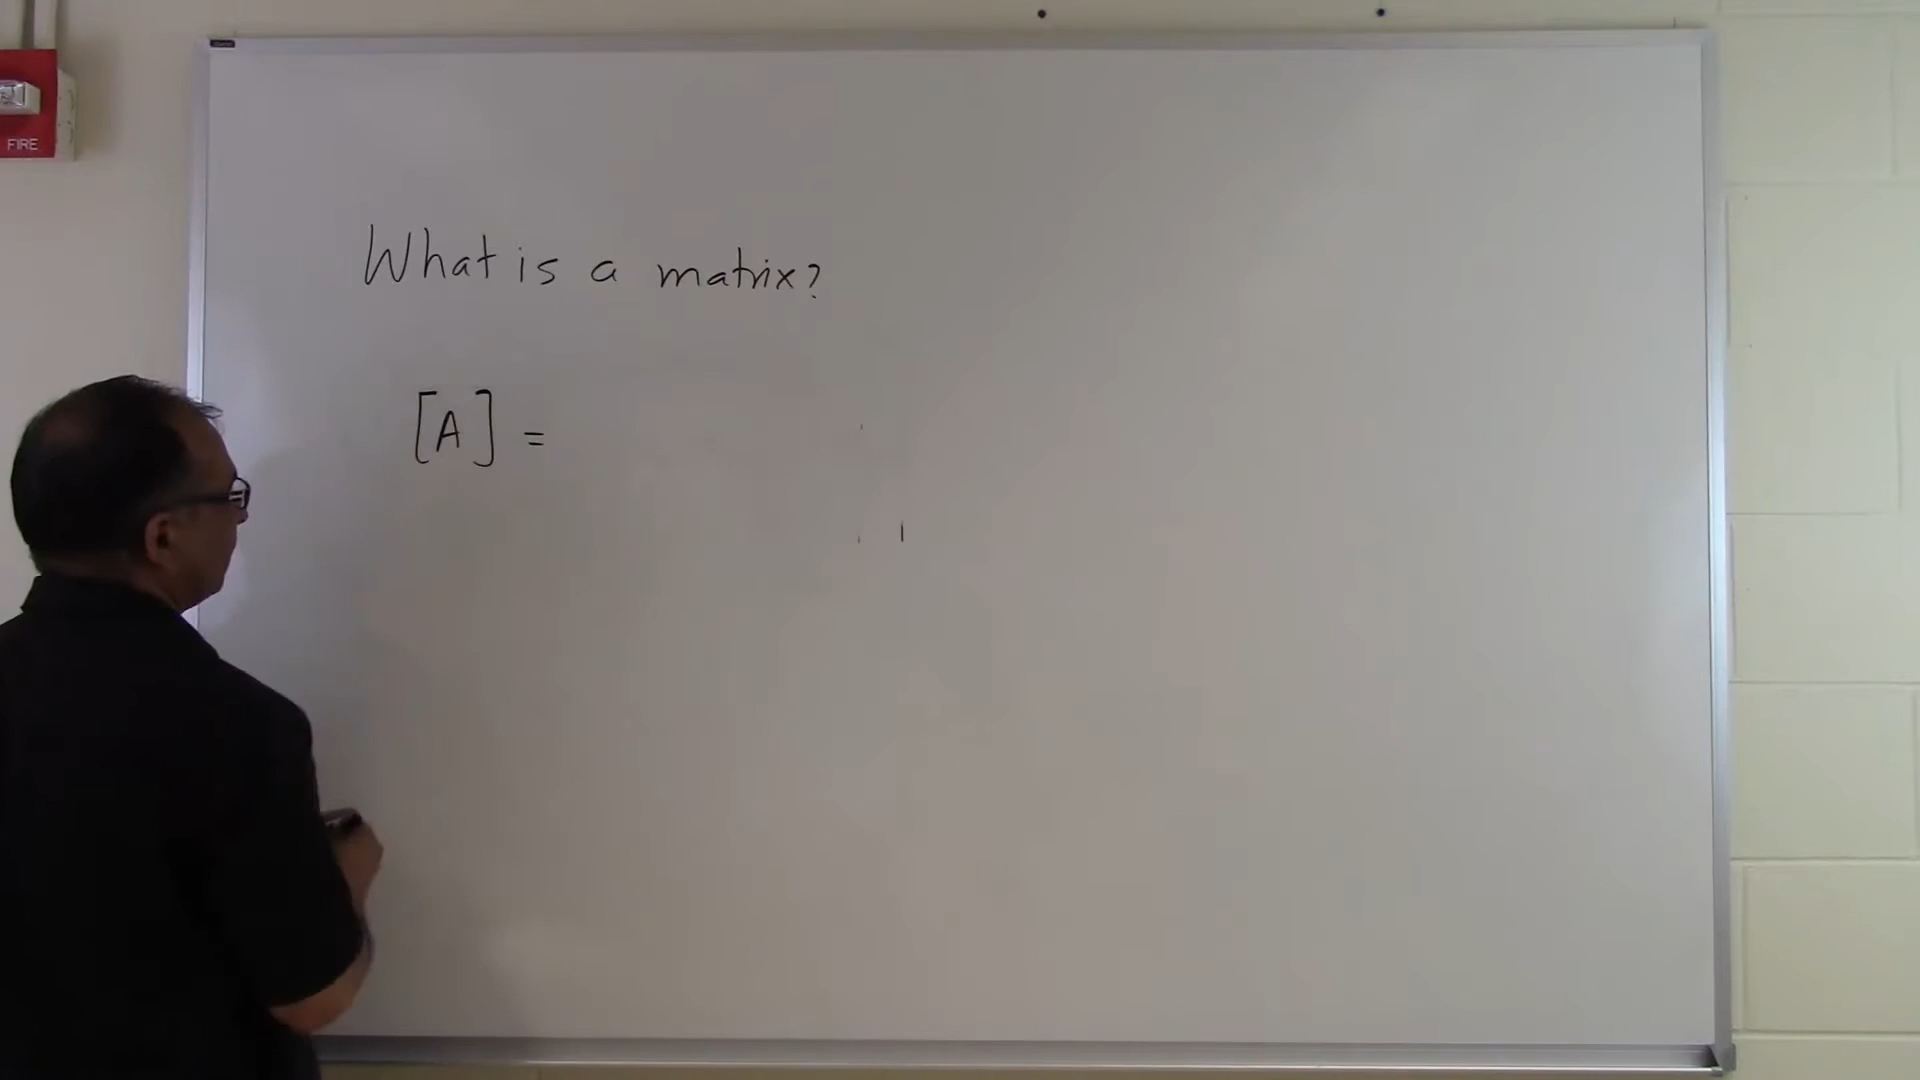 FIRE
What is a matrix?
[A] =